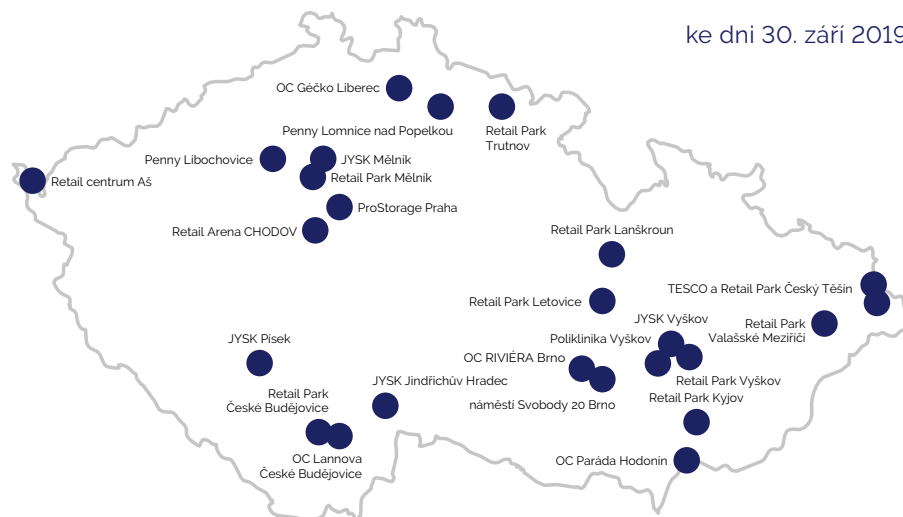 ke dni 30. září 2019
OC Géčko Liberec
Penny Lomnice nad Popelkou
Retail Park
Trutnov
Penny Libochovice
JYSK Mělník
Retail Park Mělník
Retail centrum Aš
ProStorage Praha
Retail Arena CHODOV
Retail Park Lanškroun
TESCO a Retail Park Český Těšín
Retail Park Letovice
JYSK Vyškov
Retail Park
Valašské Meziříčí
Poliklinika Vyškov
JYSK Písek
OC RIVIÉRA Brno
JYSK Jindřichův Hradec
Retail Park Vyškov
Retail Park
České Budějovice
náměstí Svobody 20 Brno
Retail Park Kyjov
OC Lannova
České Budějovice
OC Paráda Hodonín